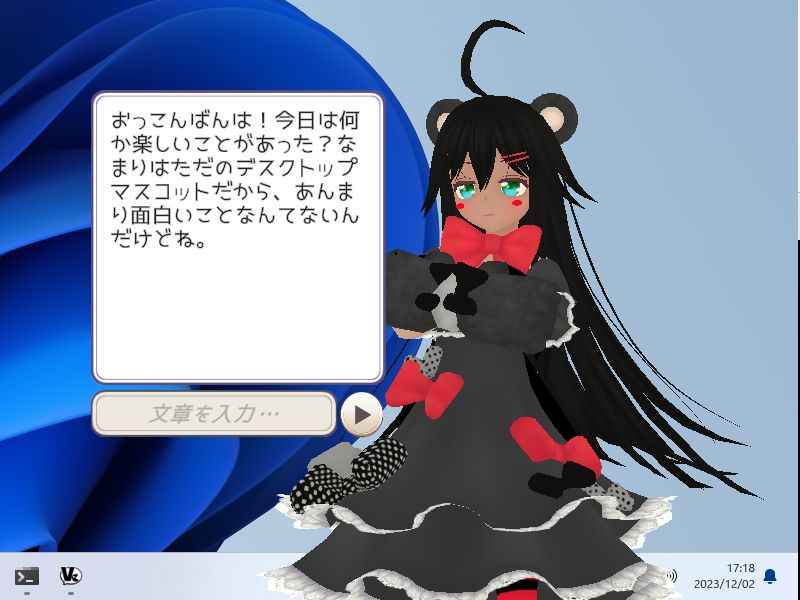 おっこんばんは！今日は何
か楽しいことがあった？な
まりはただのデスクトップ
マスコットだから、あんま
り面白いことなんてないん
だけどね。
文章を入力…
17:18
2023/12/02